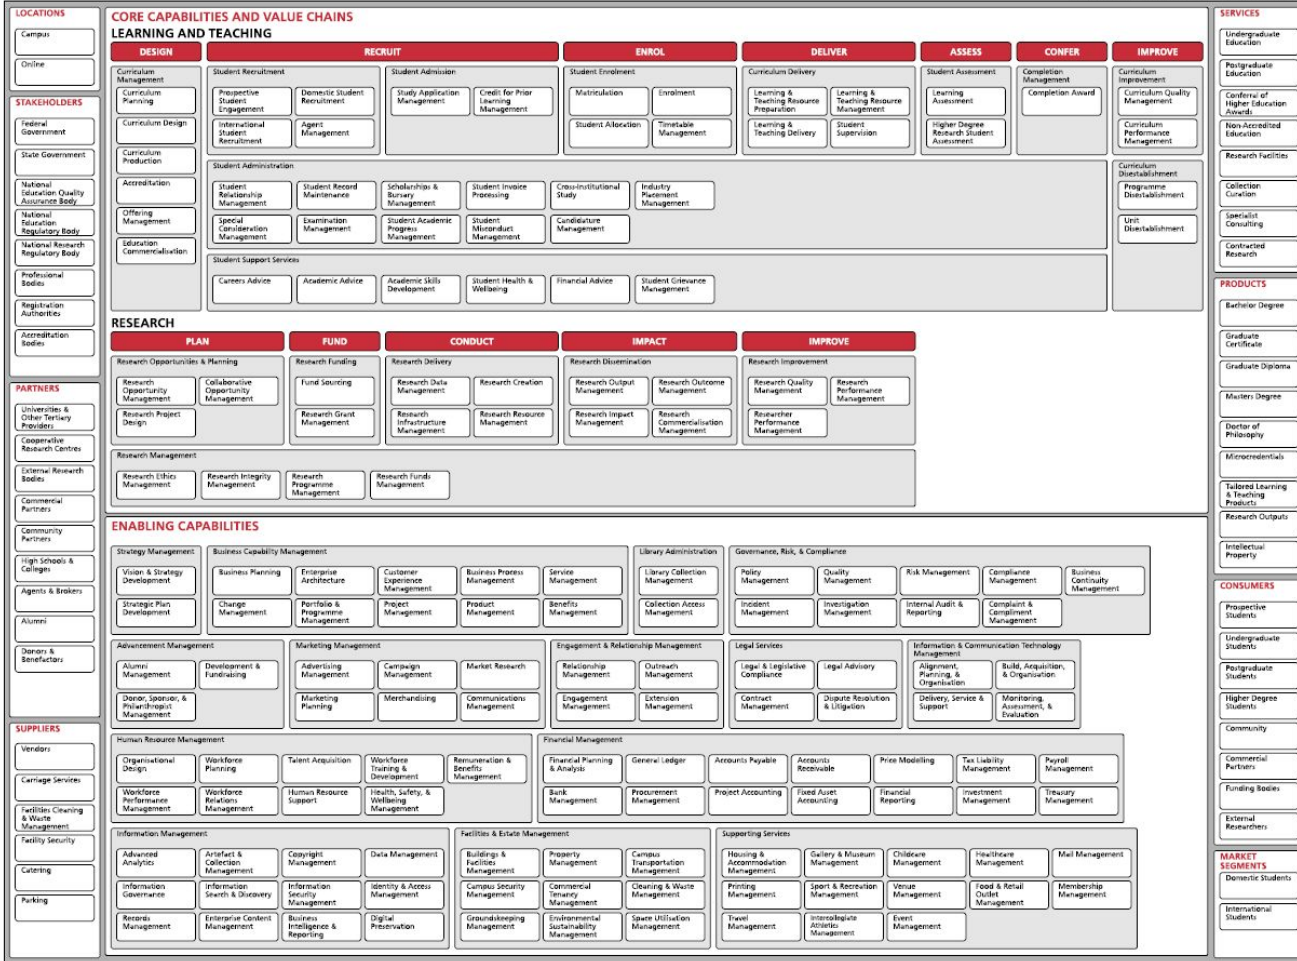 LOCATIONS
Campus
Online
STAKEHOLDERS
Federal
Government
State Government
National
Education Quality
Assurance Body
National
Education
Regulatory Body
National Research
Regulatory Body
Professional
Bodies
Registration
Authorities
Accreditation
Bodies
PARTNERS
Universities &
Other Tertiary
Providers
Cooperative
Research Centres
External Research
Bodies
Commercial
Partners
Community
Partners
High Schools &
Colleges
Agents & Brokers
Alumni
Donors &
Benefactors
SUPPLIERS
Vendors
Carriage Services
Facilities Cleaning
& Waste
Management
Facility Security
Catering
Parking
CORE CAPABILITIES AND VALUE CHAINS
LEARNING AND TEACHING
DESIGN
RECRUIT
ENROL
DELIVER
ASSESS
CONFER
IMPROVE
Curriculum
Management
Curriculum
Planning
Curriculum Design
Curriculum
Production
Accreditation
Offering
Management
Education
Commercialisation
Student Recruitment
Prospective
Student
Engagement
Domestic Student
Recruitment
International
Student
Recruitment
Agent
Management
Student Admission
Study Application
Management
Credit for Prior
Learning
Management
Student Enrolment
Matriculation
Enrolment
Student Allocation
Timetable
Management
Curriculum Delivery
Learning &
Teaching Resource
Preparation
Learning &
Teaching Resource
Management
Learning &
Teaching Delivery
Student
Supervision
Student Assessment
Learning
Assessment
Higher Degree
Research Student
Assessment
Completion
Management
Completion Award
Curriculum
Improvement
Curriculum Quality
Management
Curriculum
Performance
Management
Student Administration
Student
Relationship
Management
Student Record
Maintenance
Scholarships &
Bursary
Management
Student Invoice
Processing
Cross-Institutional
Study
Industry
Placement
Management
Special
Consideration
Management
Examination
Management
Student Academic
Progress
Management
Student
Misconduct
Management
Candidature
Management
Curriculum
Disestablishment
Programme
Disestablishment
Unit
Disestablishment
Student Support Services
Careers Advice
Academic Advice
Academic Skills
Development
Student Health &
Wellbeing
Financial Advice
Student Grievance
Management
RESEARCH
PLAN
FUND
CONDUCT
IMPACT
IMPROVE
Research Opportunities & Planning
Research
Opportunity
Management
Collaborative
Opportunity
Management
Research Project
Design
Research Funding
Fund Sourcing
Research Grant
Management
Research Delivery
Research Data
Management
Research Creation
Research
Infrastructure
Management
Research Resource
Management
Research Dissemination
Research Output
Management
Research Outcome
Management
Research Impact
Management
Research
Commercialisation
Management
Research Improvement
Research Quality
Management
Research
Performance
Management
Researcher
Performance
Management
Research Management
Research Ethics
Management
Research Integrity
Management
Research
Programme
Management
Research Funds
Management
ENABLING CAPABILITIES
Strategy Management
Vision & Strategy
Development
Strategic Plan
Development
Business Capability Management
Business Planning
Enterprise
Architecture
Customer
Experience
Management
Business Process
Management
Service
Management
Change
Management
Portfolio &
Programme
Management
Project
Management
Product
Management
Benefits
Management
Library Administration
Library Collection
Management
Collection Access
Management
Governance, Risk, & Compliance
Policy
Management
Quality
Management
Risk Management
Compliance
Management
Business
Continuity
Management
Incident
Management
Investigation
Management
Internal Audit &
Reporting
Complaint &
Compliment
Management
Advancement Management
Alumni
Management
Development &
Fundraising
Donor, Sponsor, &
Philanthropist
Management
Marketing Management
Advertising
Management
Campaign
Management
Market Research
Marketing
Planning
Merchandising
Communications
Management
Engagement & Relationship Management
Relationship
Management
Outreach
Management
Engagement
Management
Extension
Management
Legal Services
Legal & Legislative
Compliance
Legal Advisory
Contract
Management
Dispute Resolution
& Litigation
Information & Communication Technology
Management
Alignment,
Planning, &
Organisation
Build, Acquisition,
& Organisation
Delivery, Service &
Support
Monitoring,
Assessment, &
Evaluation
Human Resource Management
Organisational
Design
Workforce
Planning
Talent Acquisition
Workforce
Training &
Development
Remuneration &
Benefits
Management
Workforce
Performance
Management
Workforce
Relations
Management
Human Resource
Support
Health, Safety, &
Wellbeing
Management
Financial Management
Financial Planning
& Analysis
General Ledger
Accounts Payable
Accounts
Receivable
Price Modelling
Tax Liability
Management
Payroll
Management
Bank
Management
Procurement
Management
Project Accounting
Fixed Asset
Accounting
Financial
Reporting
Investment
Management
Treasury
Management
Information Management
Advanced
Analytics
Artefact &
Collection
Management
Copyright
Management
Data Management
Information
Governance
Information
Search & Discovery
Information
Security
Management
Identity & Access
Management
Records
Management
Enterprise Content
Management
Business
Intelligence &
Reporting
Digital
Preservation
Facilities & Estate Management
Buildings &
Facilities
Management
Property
Management
Campus
Transportation
Management
Campus Security
Management
Commercial
Tenancy
Management
Cleaning & Waste
Management
Groundskeeping
Management
Environmental
Sustainability
Management
Space Utilisation
Management
Supporting Services
Housing &
Accommodation
Management
Gallery & Museum
Management
Childcare
Management
Healthcare
Management
Mail Management
Printing
Management
Sport & Recreation
Management
Venue
Management
Food & Retail
Outlet
Management
Membership
Management
Travel
Management
Intercollegiate
Athletics
Management
Event
Management
SERVICES
Undergraduate
Education
Postgraduate
Education
Conferral of
Higher Education
Awards
Non-Accredited
Education
Research Facilities
Collection
Curation
Specialist
Consulting
Contracted
Research
PRODUCTS
Bachelor Degree
Graduate
Certificate
Graduate Diploma
Masters Degree
Doctor of
Philosophy
Microcredentials
Tailored Learning
& Teaching
Products
Research Outputs
Intellectual
Property
CONSUMERS
Prospective
Students
Undergraduate
Students
Postgraduate
Students
Higher Degree
Students
Community
Commercial
Partners
Funding Bodies
External
Researchers
MARKET
SEGMENTS
Domestic Students
International
Students